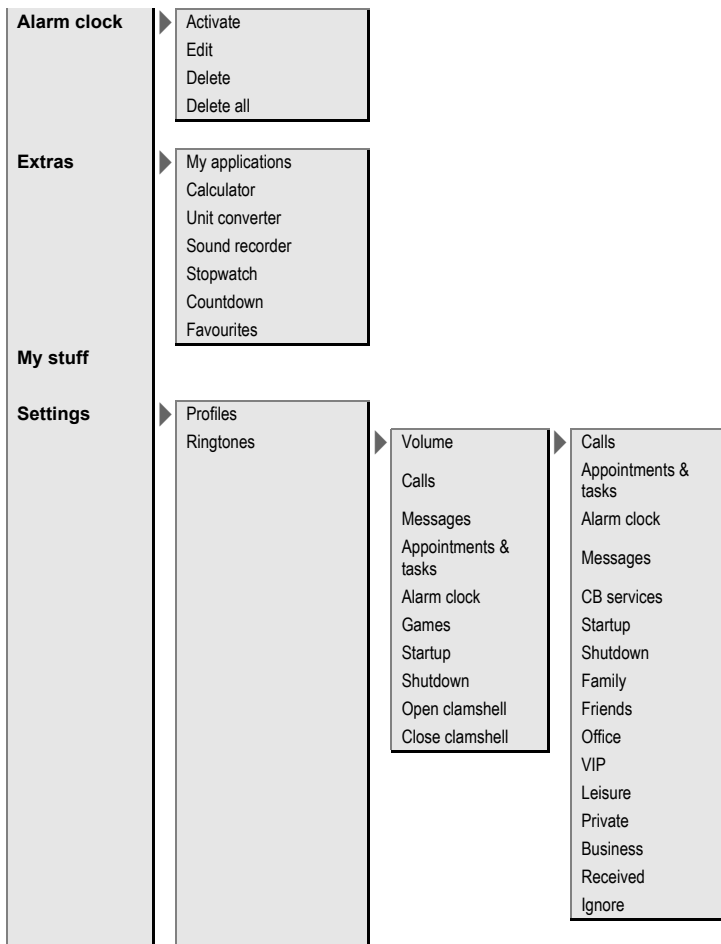 Alarm clock
Activate
Edit
Delete
Delete all
Extras
My applications
Calculator
Unit converter
Sound recorder
Stopwatch
Countdown
Favourites
My stuff
Settings
Profiles
Ringtones
Volume
Calls
Messages
Appointments &
tasks
Alarm clock
Games
Startup
Shutdown
Open clamshell
Close clamshell
Calls
Appointments &
tasks
Alarm clock
Messages
CB services
Startup
Shutdown
Family
Friends
Office
VIP
Leisure
Private
Business
Received
Ignore